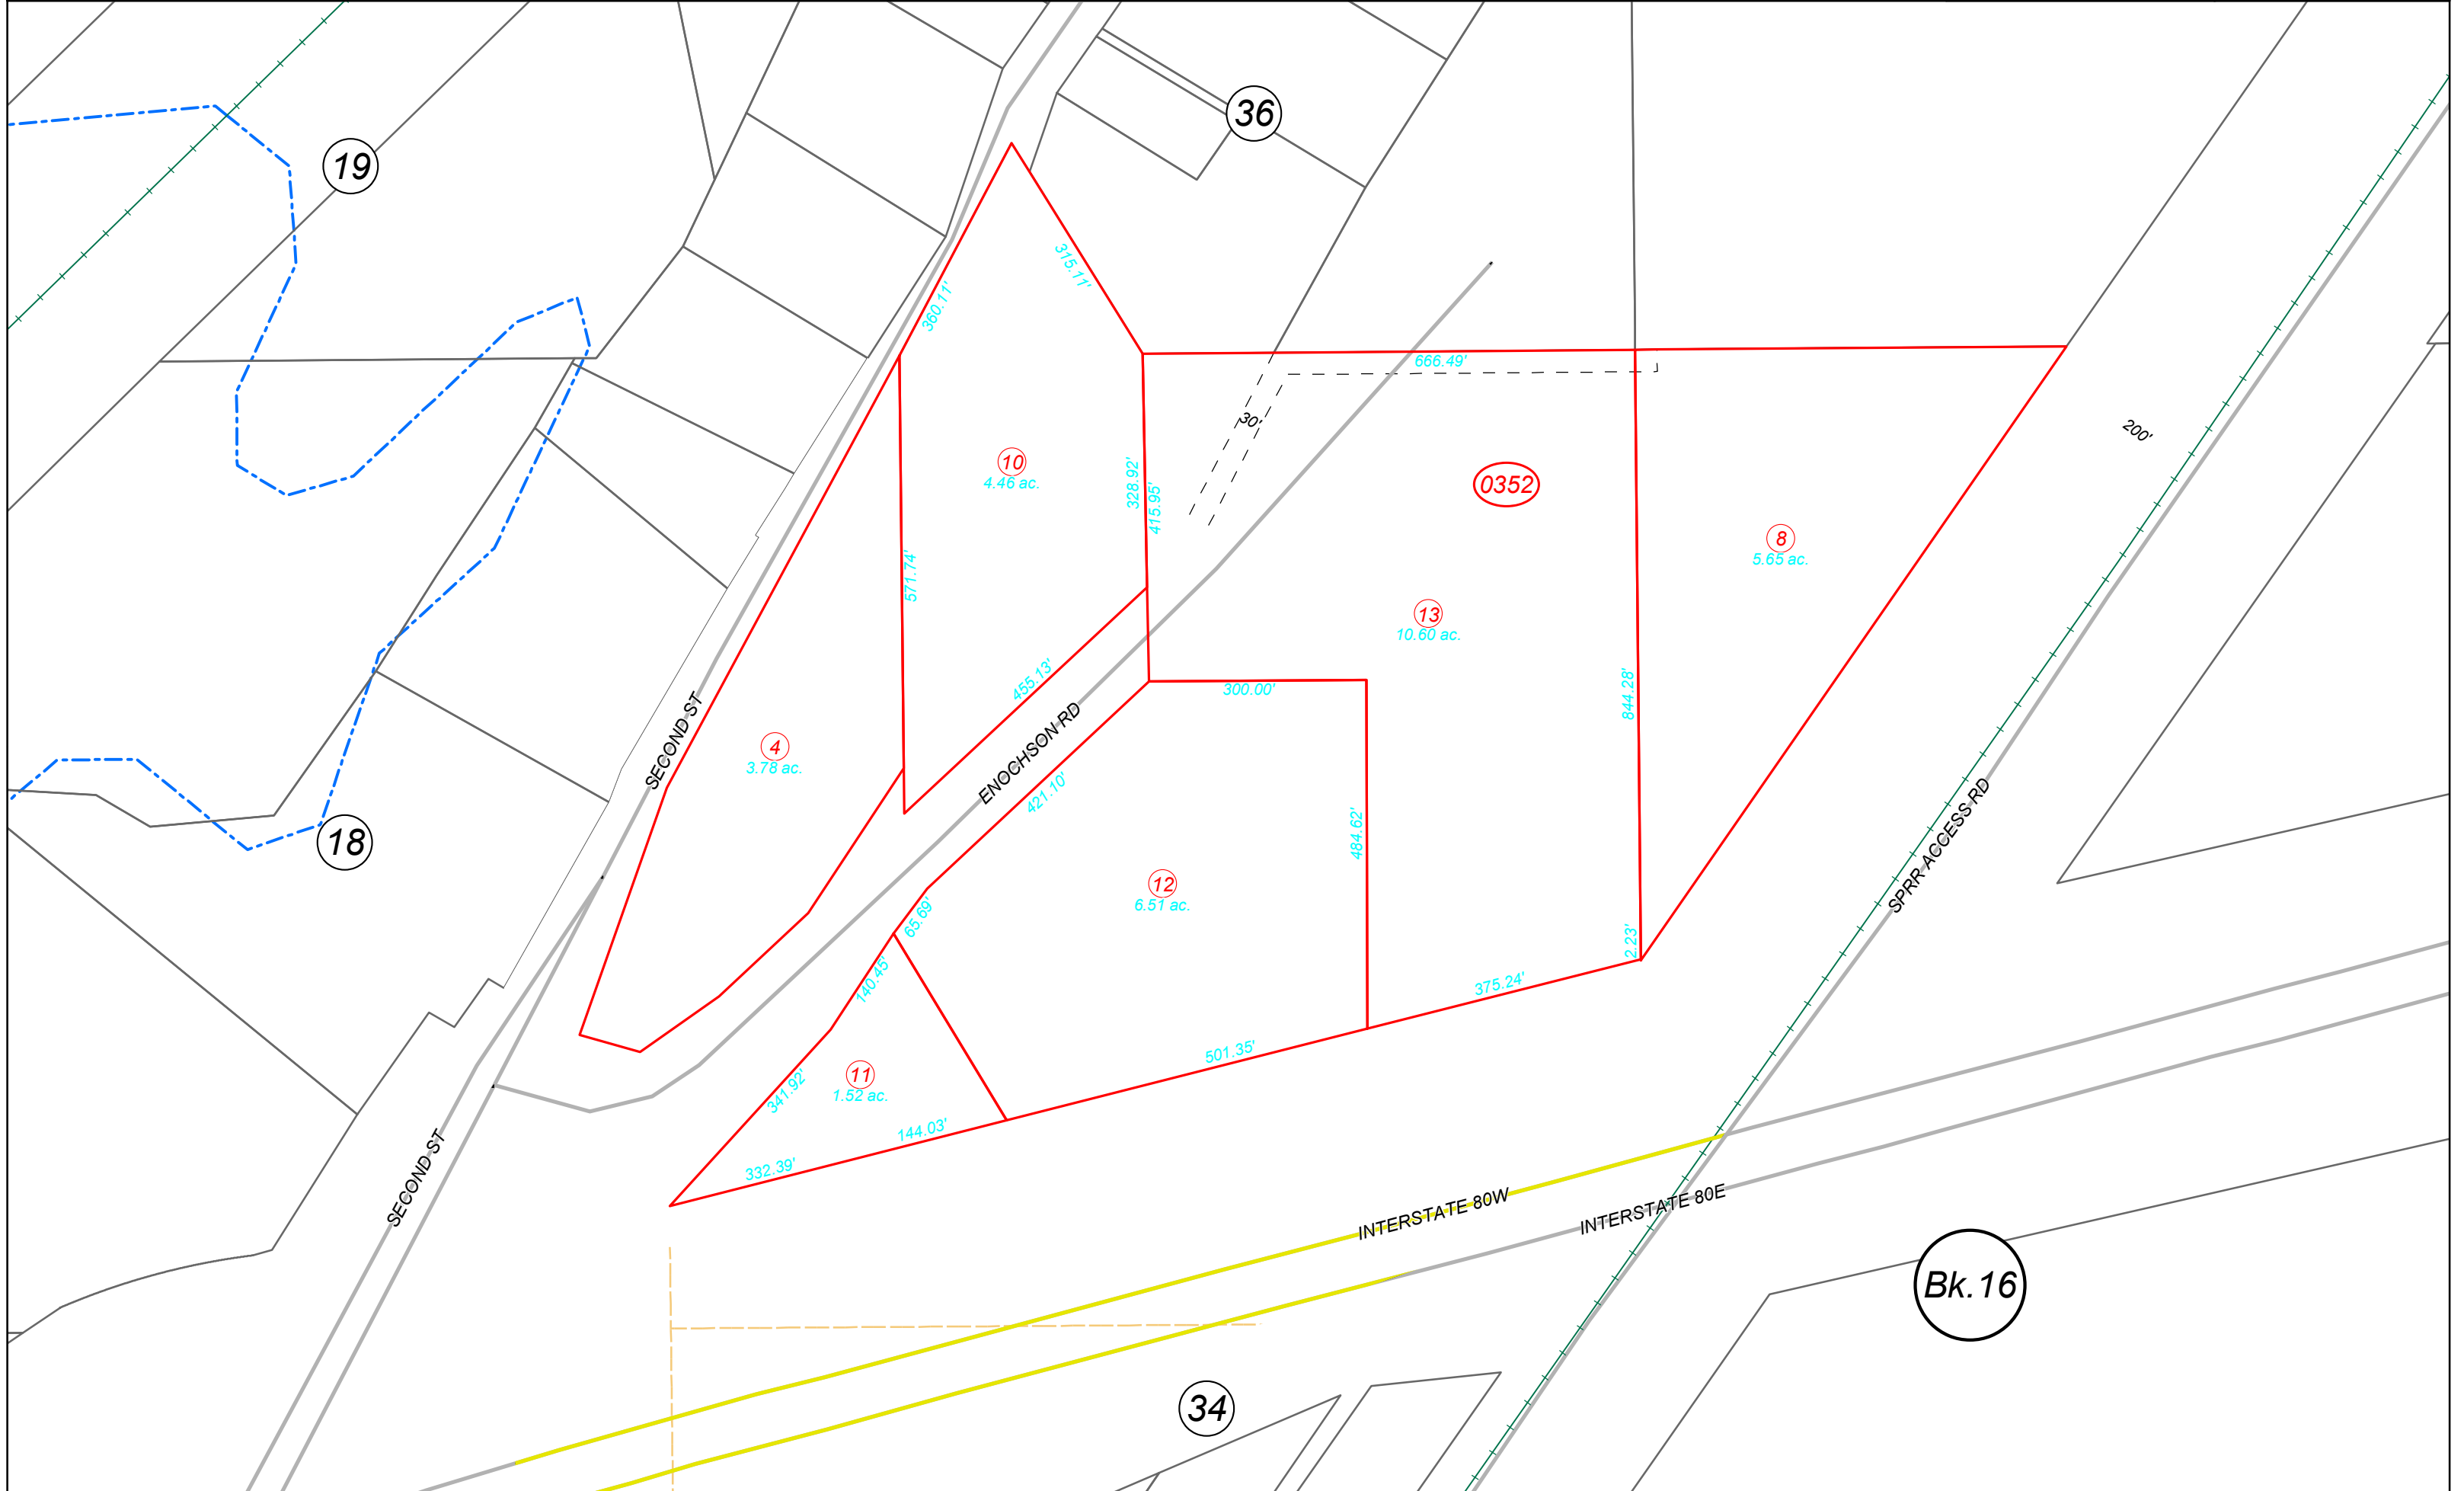 36
19
315.11'
360.11'
666.49'
30'
200'
10
4.46 ac.
328.92'
415.95'
0352
8
5.65 ac.
571.74'
13
10.60 ac.
455.13'
300.00'
844.28'
SECOND ST
4
3.78 ac.
ENOCHSON RD
421.10'
484.62'
SPRR ACCESS RD
18
12
6.51 ac.
65.69'
2.23'
140.45'
375.24'
501.35'
11
1.52 ac.
341.92'
144.03'
332.39'
SECOND ST
INTERSTATE 80W
INTERSTATE 80E
Bk.16
34